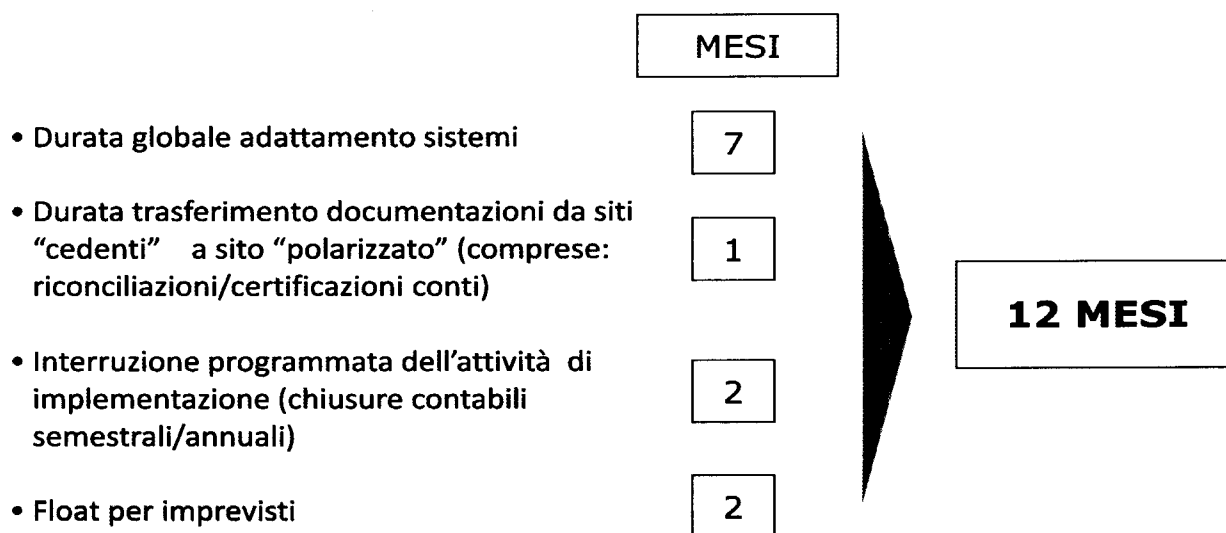 MESI
• Durata globale adattamento sistemi
7
• Durata trasferimento documentazioni da siti
“cedenti” a sito “polarizzato” (comprese:
riconciliazioni/certificazioni conti)
1
• Interruzione programmata dell’attività di
implementazione (chiusure contabili
semestrali/annuali)
2
• Float per imprevisti
2
12 MESI